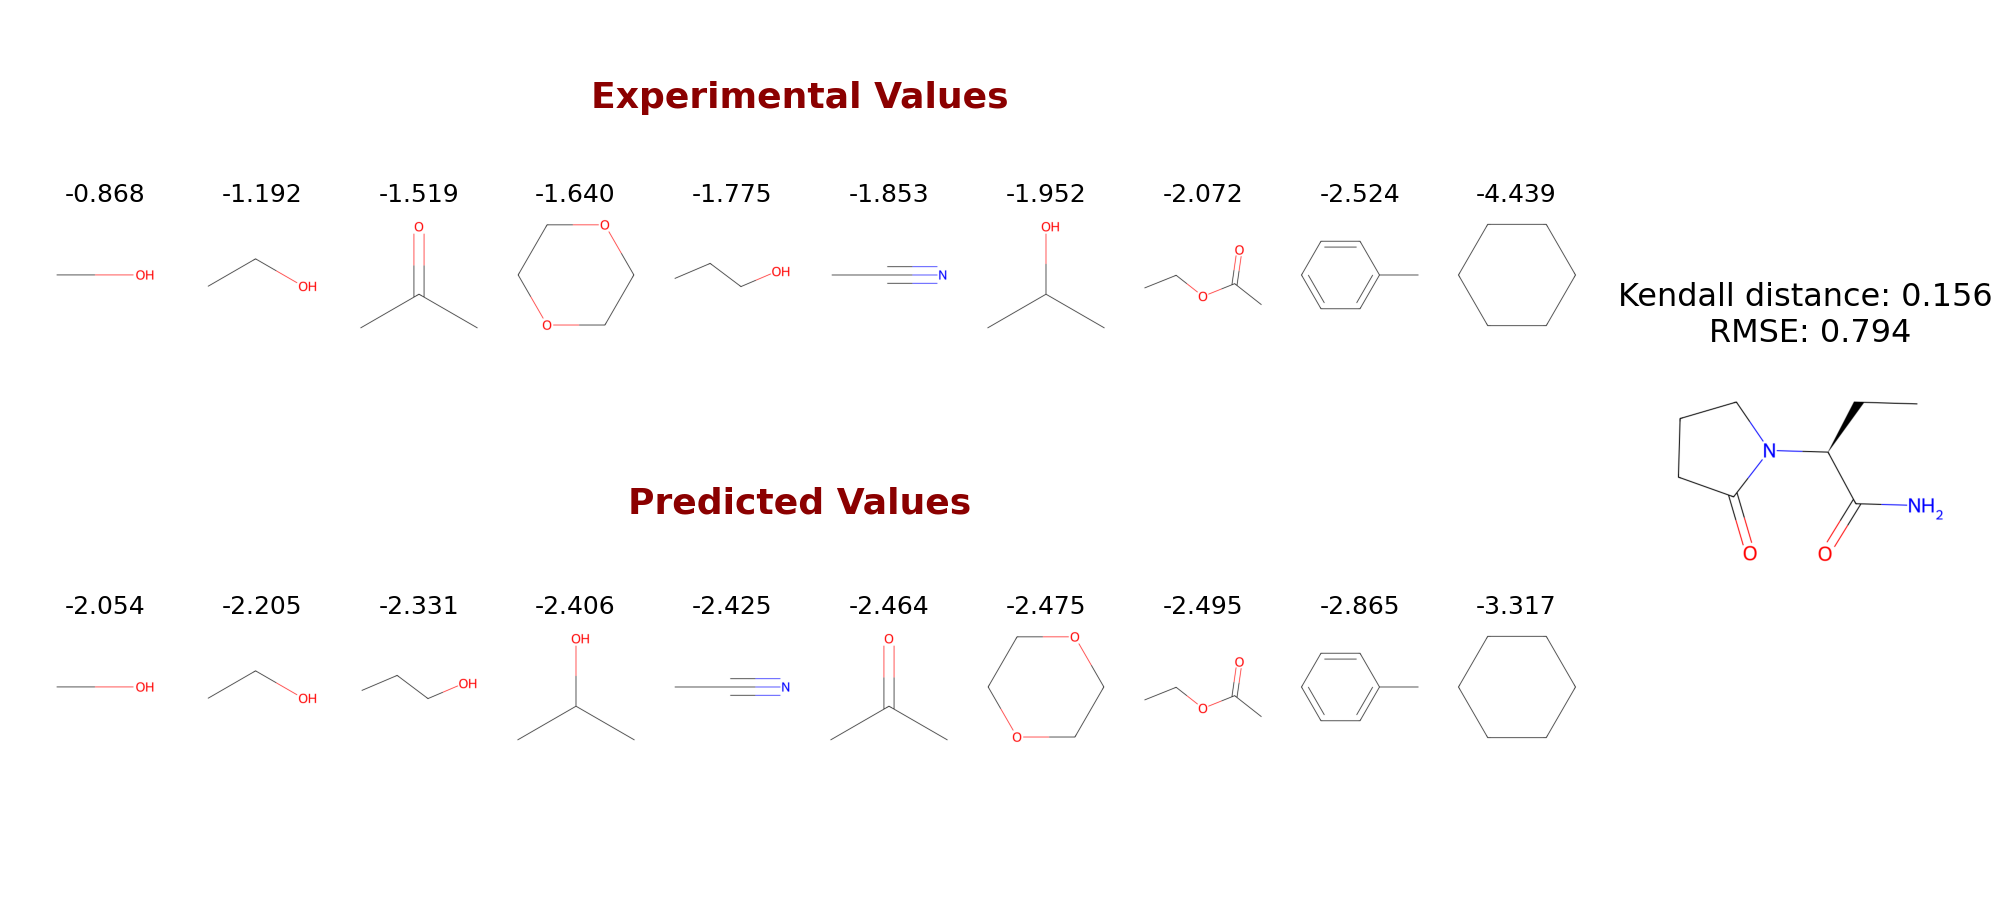 Experimental Values
-0.868 -1.192 -1.519 -1.640 -1.775 -1.853 -1.952 -2.072 -2.524 -4.439
OH OH O O O OH N OH O O
Kendall distance: 0.156
RMSE: 0.794
N NH2 O O
Predicted Values
-2.054 -2.205 -2.331 -2.406 -2.425 -2.464 -2.475 -2.495 -2.865 -3.317
OH OH OH OH N O O O O O